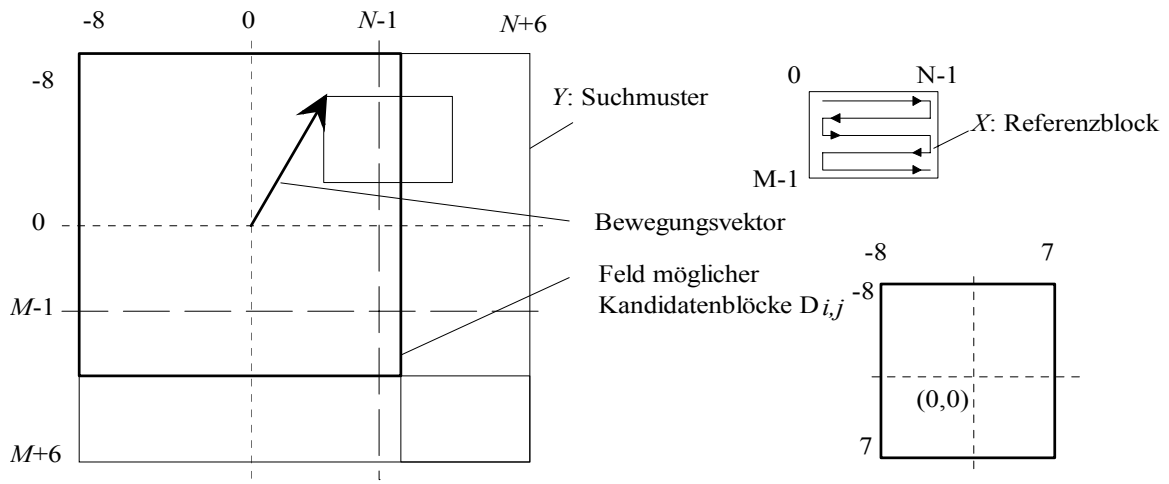 -8 0 N-1 N+6
-8
Y: Suchmuster
0
M-1
M+6
Bewegungsvektor
Feld möglicher
Kandidatenblöcke D i,j
0 N-1
X: Referenzblock
M-1
-8 7
-8
(0,0)
7